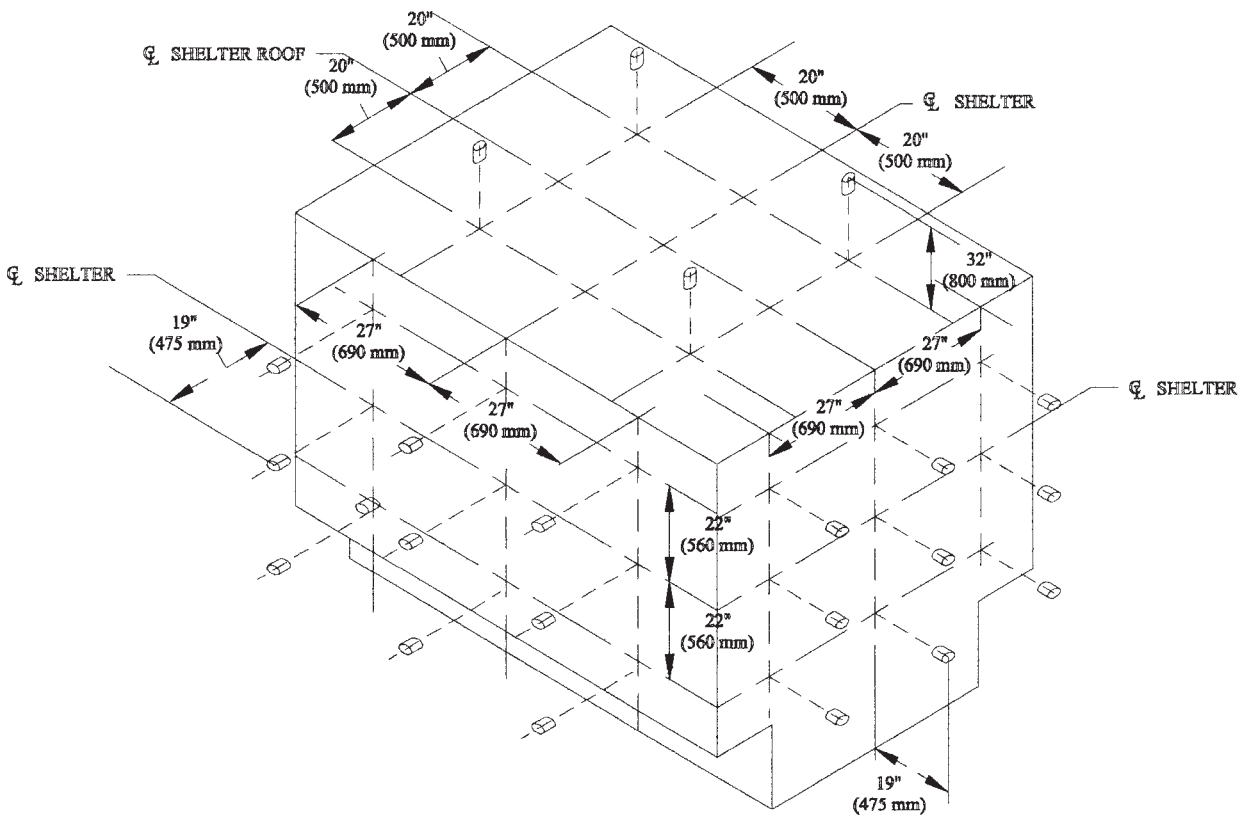 20"
(500 mm)
℄ SHELTER ROOF
20"
(500 mm)
20"
(500 mm)
℄ SHELTER
20"
(500 mm)
℄ SHELTER
32"
(800 mm)
19"
(475 mm)
27"
(690 mm)
27"
(690 mm)
27"
(690 mm)
27"
(690 mm)
℄ SHELTER
22"
(560 mm)
22"
(560 mm)
19"
(475 mm)